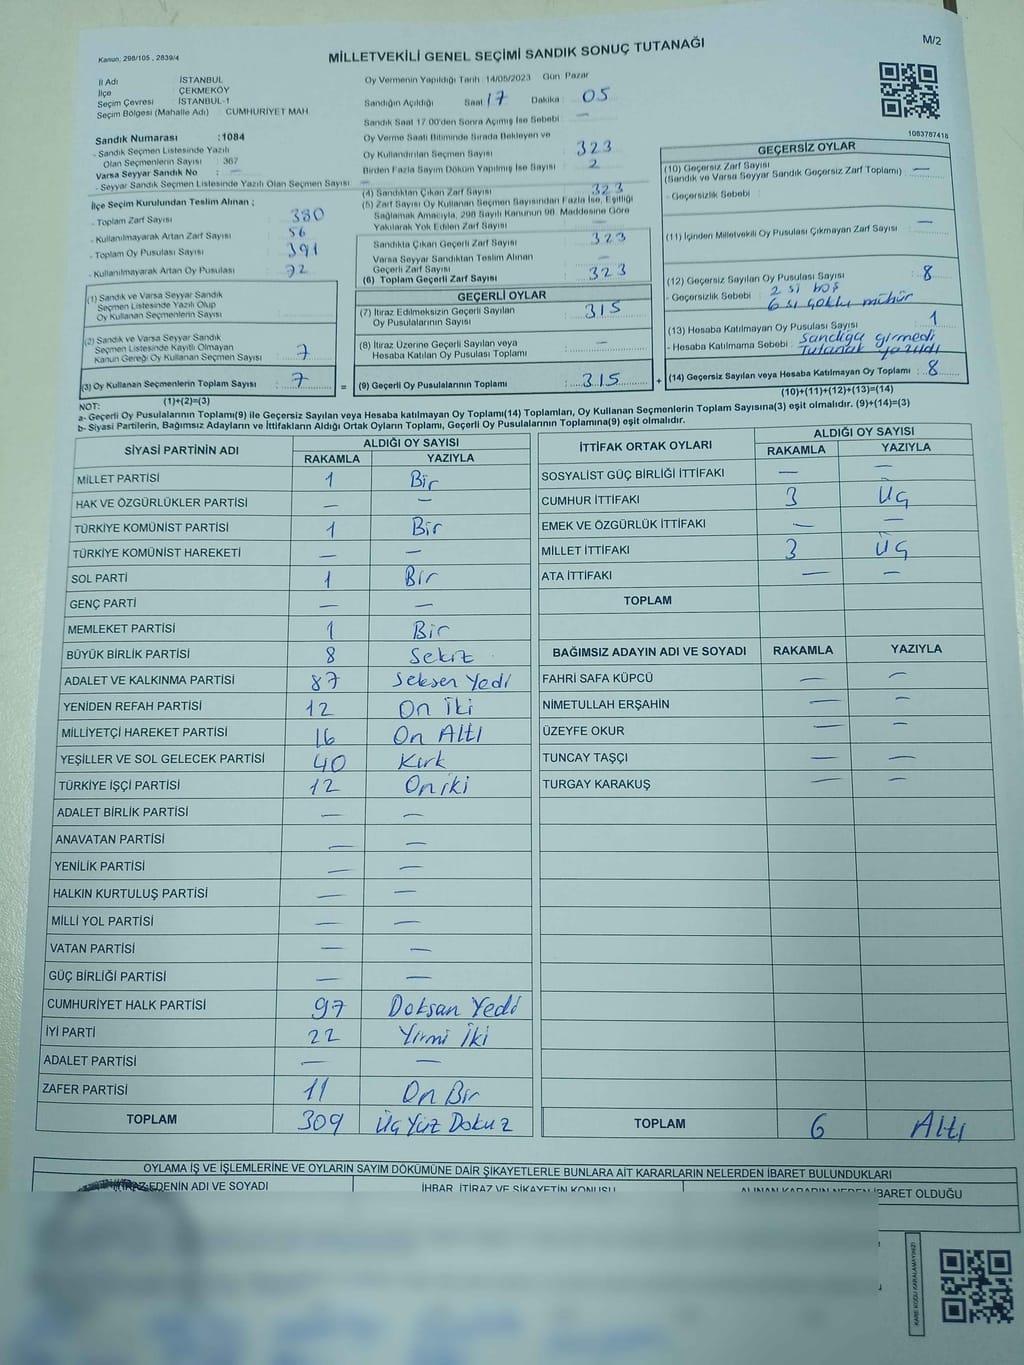 Kanun, 298/105 , 2839/4
MİLLETVEKİLİ GENEL SEÇİMİ SANDIK SONUÇ TUTANAĞI
M/2
İl Adı : İSTANBUL
İlçe : ÇEKMEKÖY
Seçim Çevresi : İSTANBUL-1
Seçim Bölgesi (Mahalle Adı) : CUMHURİYET MAH.
Sandık Numarası : 1084
- Sandık Seçmen Listesinde Yazılı
Olan Seçmenlerin Sayısı : 367
Varsa Seyyar Sandık No : —
- Seyyar Sandık Seçmen Listesinde Yazılı Olan Seçmen Sayısı : —
İlçe Seçim Kurulundan Teslim Alınan ;
- Toplam Zarf Sayısı : 380
- Kullanılmayarak Artan Zarf Sayısı : 56
- Toplam Oy Pusulası Sayısı : 391
- Kullanılmayarak Artan Oy Pusulası : 72
(1) Sandık ve Varsa Seyyar Sandık
Seçmen Listesinde Yazılı Olup
Oy Kullanan Seçmenlerin Sayısı :
(2) Sandık ve Varsa Seyyar Sandık
Seçmen Listesinde Kayıtlı Olmayan
Kanun Gereği Oy Kullanan Seçmen Sayısı : 7
(3) Oy Kullanan Seçmenlerin Toplam Sayısı : 7
(1)+(2)=(3)
Oy Vermenin Yapıldığı Tarih : 14/05/2023 Gün : Pazar
Sandığın Açıldığı Saat : 17 Dakika : 05
Sandık Saat 17.00'den Sonra Açımış İse Sebebi : —
Oy Verme Saati Bitiminde Sırada Bekleyen ve
Oy Kullandırılan Seçmen Sayısı : 323
Birden Fazla Sayım Döküm Yapılmış İse Sayısı : 2
(4) Sandıktan Çıkan Zarf Sayısı : 323
(5) Zarf Sayısı Oy Kullanan Seçmen Sayısından Fazla İse, Eşitliği
Sağlamak Amacıyla, 298 Sayılı Kanunun 98. Maddesine Göre
Yakılarak Yok Edilen Zarf Sayısı : —
Sandıkta Çıkan Geçerli Zarf Sayısı : 323
Varsa Seyyar Sandıktan Teslim Alınan
Geçerli Zarf Sayısı : —
(6) Toplam Geçerli Zarf Sayısı : 323
GEÇERLİ OYLAR
(7) İtiraz Edilmeksizin Geçerli Sayılan
Oy Pusulalarının Sayısı : 315
(8) İtiraz Üzerine Geçerli Sayılan veya
Hesaba Katılan Oy Pusulası Toplamı : —
= (9) Geçerli Oy Pusulalarının Toplamı : 315
1083787418
GEÇERSİZ OYLAR
(10) Geçersiz Zarf Sayısı
(Sandık ve Varsa Seyyar Sandık Geçersiz Zarf Toplamı) : —
- Geçersizlik Sebebi :
(11) İçinden Milletvekili Oy Pusulası Çıkmayan Zarf Sayısı : —
(12) Geçersiz Sayılan Oy Pusulası Sayısı : 8
- Geçersizlik Sebebi : 2 si boş
6 sı çoklu mühür
(13) Hesaba Katılmayan Oy Pusulası Sayısı : 1
- Hesaba Katılmama Sebebi : Sandığa girmedi
Tutanak yazıldı
+ (14) Geçersiz Sayılan veya Hesaba Katılmayan Oy Toplamı : 8
(10)+(11)+(12)+(13)=(14)
NOT:
a- Geçerli Oy Pusulalarının Toplamı(9) ile Geçersiz Sayılan veya Hesaba katılmayan Oy Toplamı(14) Toplamları, Oy Kullanan Seçmenlerin Toplam Sayısına(3) eşit olmalıdır. (9)+(14)=(3)
b- Siyasi Partilerin, Bağımsız Adayların ve İttifakların Aldığı Ortak Oyların Toplamı, Geçerli Oy Pusulalarının Toplamına(9) eşit olmalıdır.
SİYASİ PARTİNİN ADI ALDIĞI OY SAYISI
RAKAMLA YAZIYLA
MİLLET PARTİSİ 1 Bir
HAK VE ÖZGÜRLÜKLER PARTİSİ — —
TÜRKİYE KOMÜNİST PARTİSİ 1 Bir
TÜRKİYE KOMÜNİST HAREKETİ — —
SOL PARTİ 1 Bir
GENÇ PARTİ — —
MEMLEKET PARTİSİ 1 Bir
BÜYÜK BİRLİK PARTİSİ 8 Sekiz
ADALET VE KALKINMA PARTİSİ 87 Seksen Yedi
YENİDEN REFAH PARTİSİ 12 On İki
MİLLİYETÇİ HAREKET PARTİSİ 16 On Altı
YEŞİLLER VE SOL GELECEK PARTİSİ 40 Kırk
TÜRKİYE İŞÇİ PARTİSİ 12 On iki
ADALET BİRLİK PARTİSİ — —
ANAVATAN PARTİSİ — —
YENİLİK PARTİSİ — —
HALKIN KURTULUŞ PARTİSİ — —
MİLLİ YOL PARTİSİ — —
VATAN PARTİSİ — —
GÜÇ BİRLİĞİ PARTİSİ — —
CUMHURİYET HALK PARTİSİ 97 Doksan Yedi
İYİ PARTİ 22 Yirmi İki
ADALET PARTİSİ — —
ZAFER PARTİSİ 11 On Bir
TOPLAM 309 Üç Yüz Dokuz
İTTİFAK ORTAK OYLARI ALDIĞI OY SAYISI
RAKAMLA YAZIYLA
SOSYALİST GÜÇ BİRLİĞİ İTTİFAKI — —
CUMHUR İTTİFAKI 3 Üç
EMEK VE ÖZGÜRLÜK İTTİFAKI — —
MİLLET İTTİFAKI 3 Üç
ATA İTTİFAKI — —
TOPLAM
BAĞIMSIZ ADAYIN ADI VE SOYADI RAKAMLA YAZIYLA
FAHRİ SAFA KÜPCÜ — —
NİMETULLAH ERŞAHİN — —
ÜZEYFE OKUR — —
TUNCAY TAŞÇI — —
TURGAY KARAKUŞ — —
TOPLAM 6 Altı
OYLAMA İŞ VE İŞLEMLERİNE VE OYLARIN SAYIM DÖKÜMÜNE DAİR ŞİKAYETLERLE BUNLARA AİT KARARLARIN NELERDEN İBARET BULUNDUKLARI
İTİRAZ EDENİN ADI VE SOYADI İHBAR, İTİRAZ VE ŞİKAYETİN KONUSU ALINAN KARARIN NEDEN İBARET OLDUĞU
KARE KODU KARALAMAYINIZ!